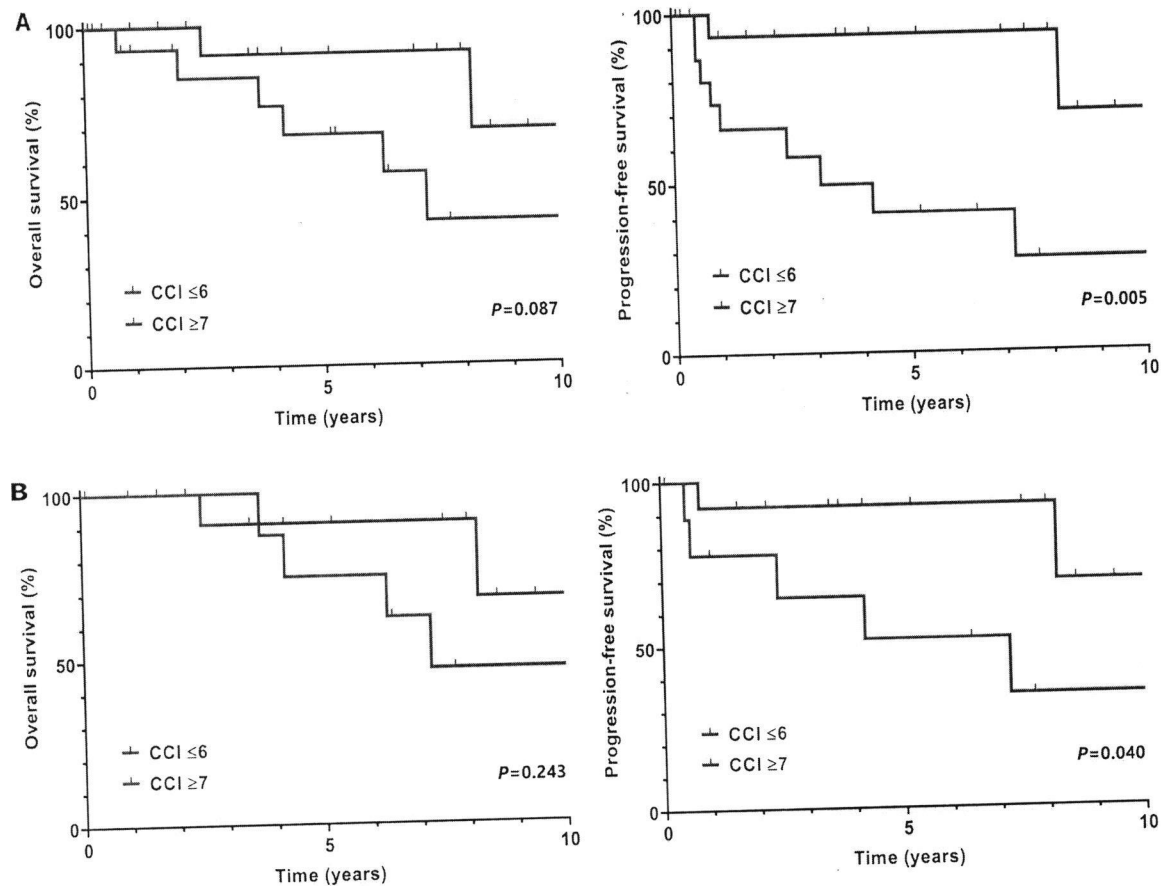 A
Overall survival (%)
100
50
0
CCI ≤6
CCI ≥7
P=0.087
0
5
10
Time (years)
Progression-free survival (%)
100
50
0
CCI ≤6
CCI ≥7
P=0.005
0
5
10
Time (years)
B
Overall survival (%)
100
50
0
CCI ≤6
CCI ≥7
P=0.243
0
5
10
Time (years)
Progression-free survival (%)
100
50
0
CCI ≤6
CCI ≥7
P=0.040
0
5
10
Time (years)